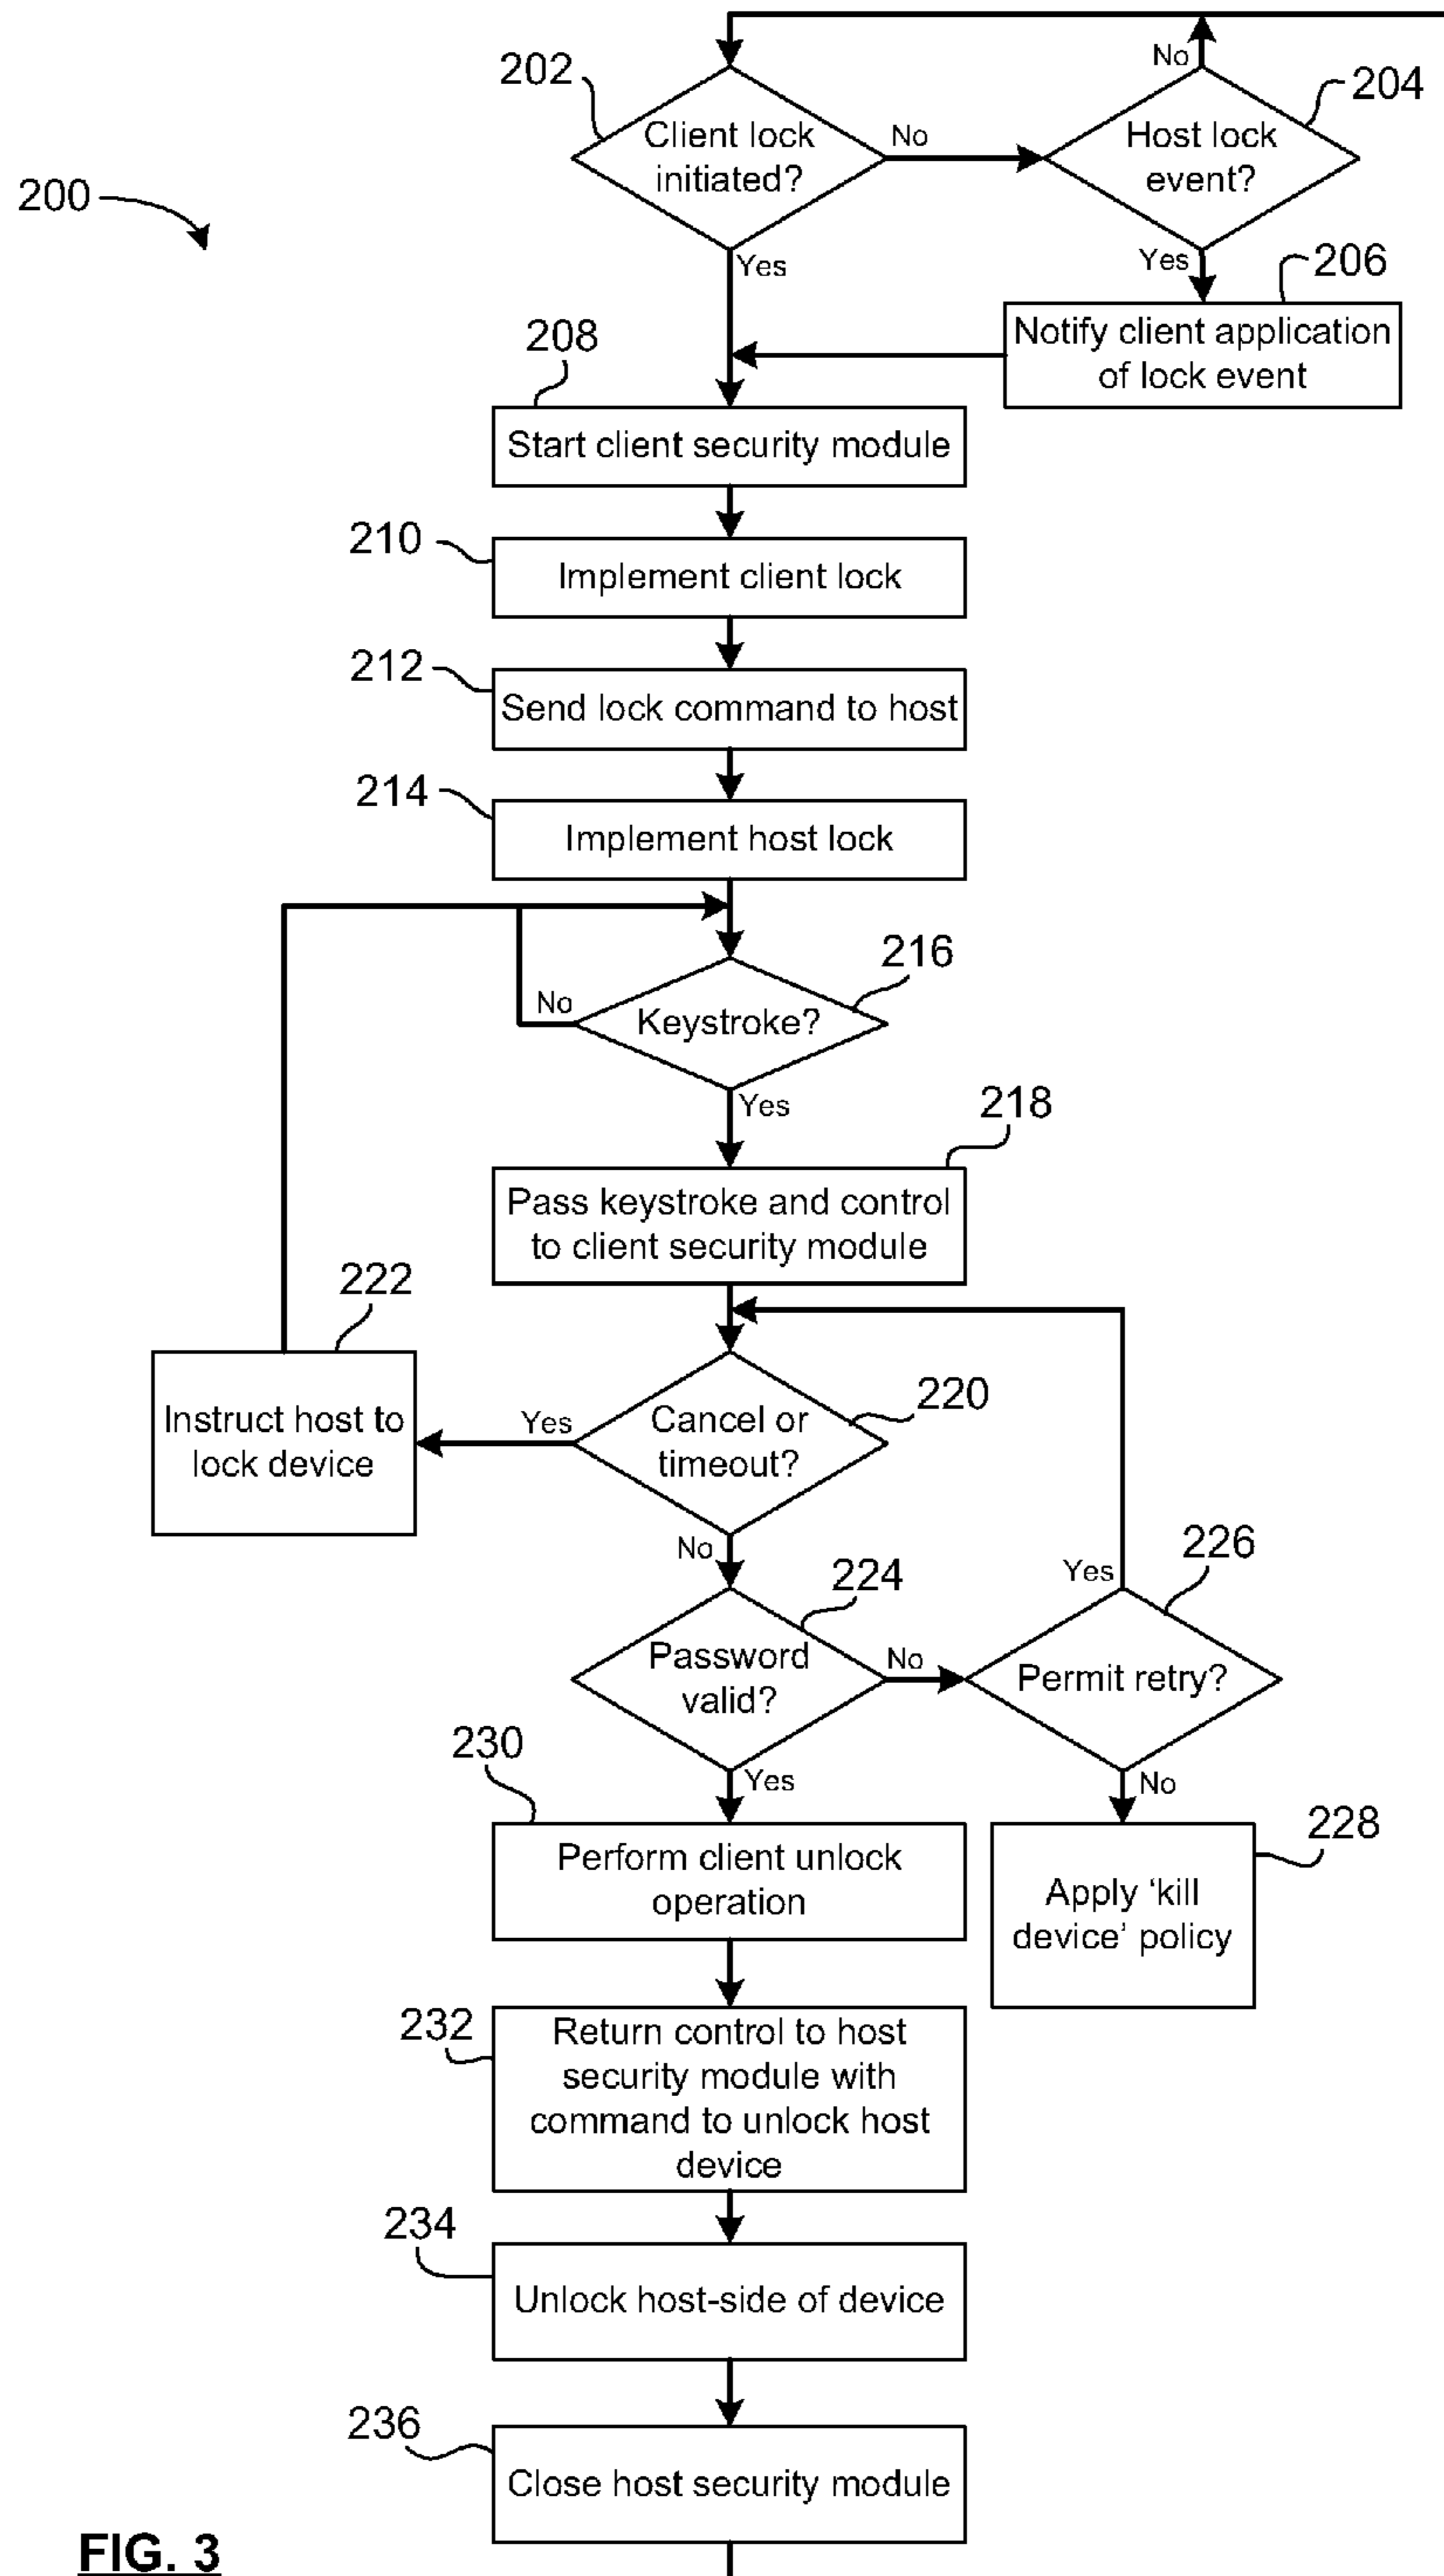 No
202
204
Client lock
initiated?
No
Host lock
event?
200
Yes
Yes
206
Notify client application
of lock event
208
Start client security module
210
Implement client lock
212
Send lock command to host
214
Implement host lock
216
No
Keystroke?
Yes
218
Pass keystroke and control
to client security module
222
Instruct host to
lock device
Yes
Cancel or
timeout?
220
No
224
Password
valid?
No
Yes
226
Permit retry?
230
Yes
No
Perform client unlock
operation
228
Apply ‘kill
device’ policy
232
Return control to host
security module with
command to unlock host
device
234
Unlock host-side of device
236
Close host security module
FIG. 3